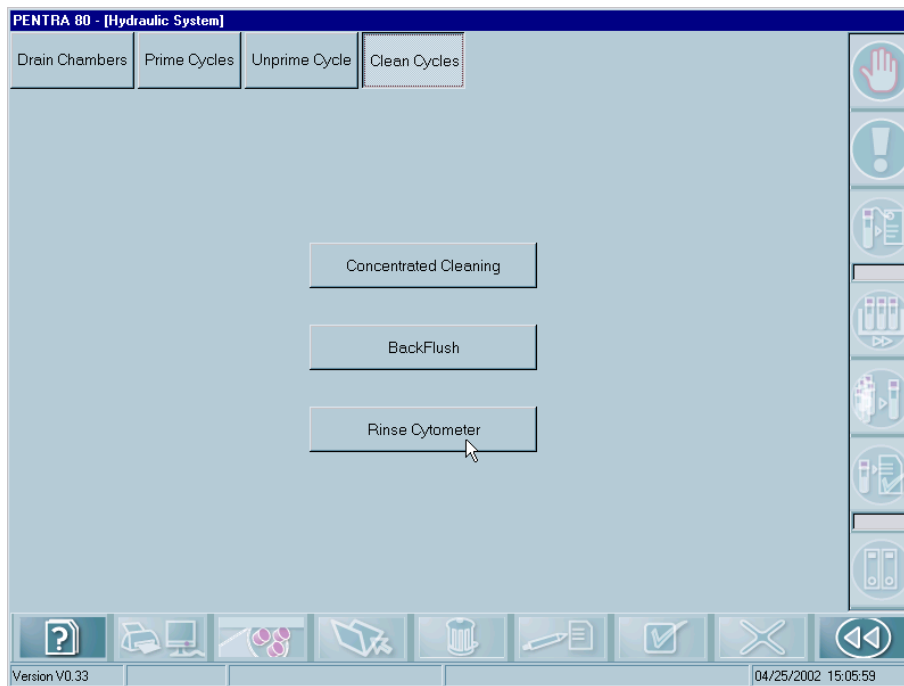 PENTRA 80 - [Hydraulic System]
Drain Chambers Prime Cycles Unprime Cycle Clean Cycles
Concentrated Cleaning
BackFlush
Rinse Cytometer
?
Version V0.33 04/25/2002 15:05:59